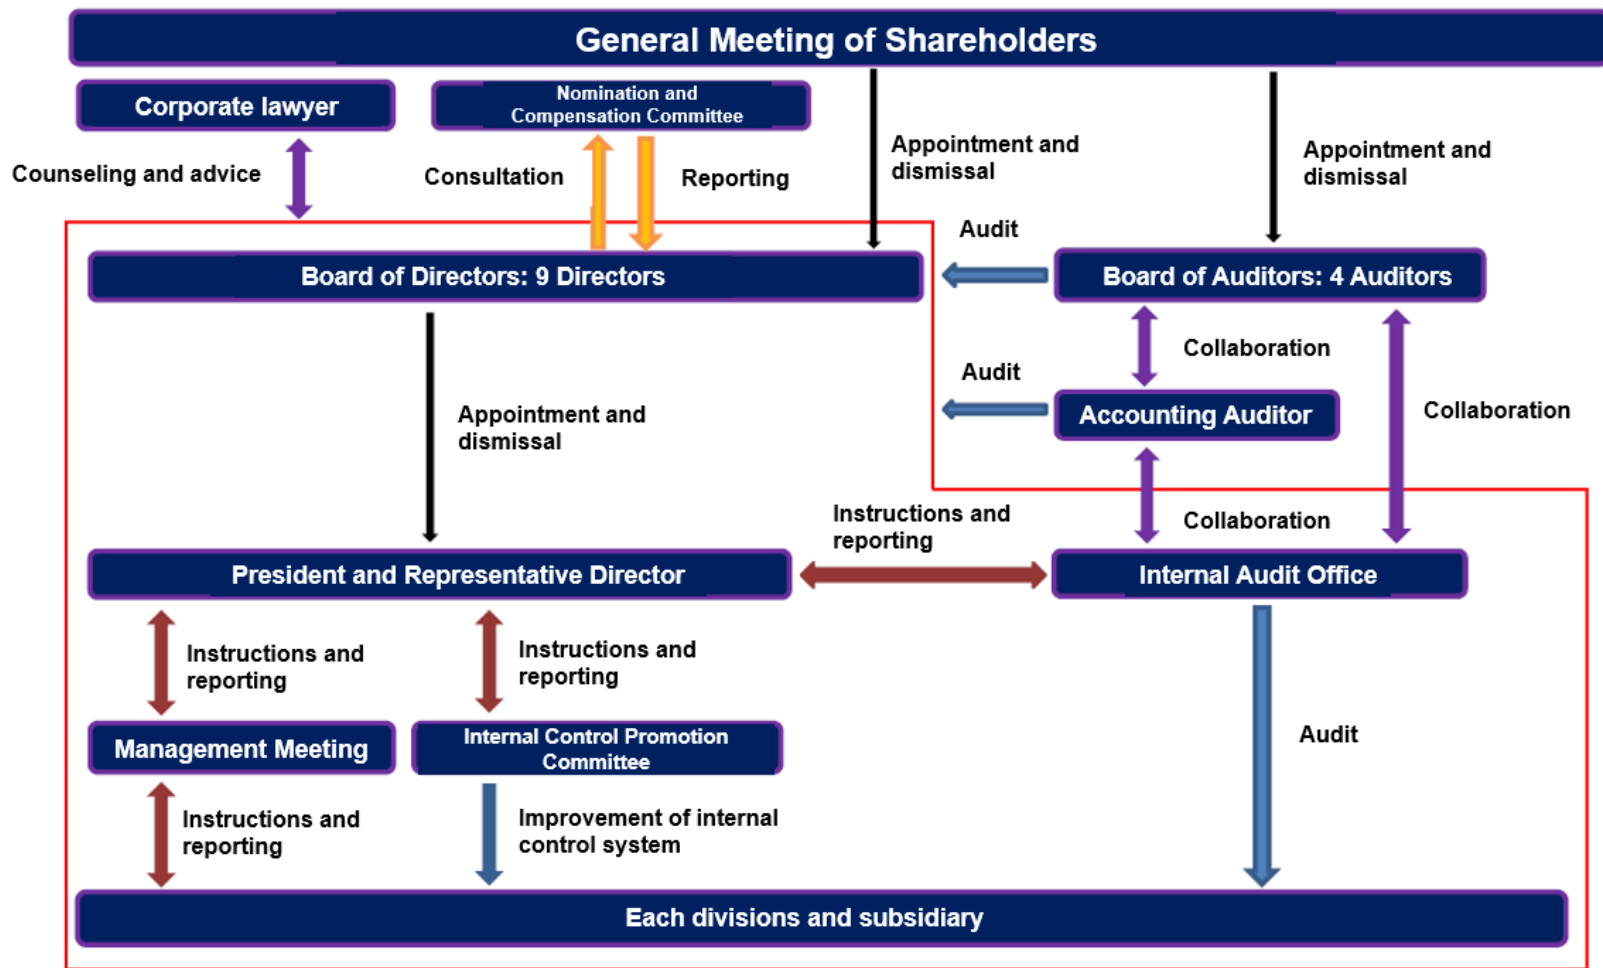 General Meeting of Shareholders
Corporate lawyer
Nomination and
Compensation Committee
Counseling and advice
Consultation
Reporting
Appointment and
dismissal
Appointment and
dismissal
Audit
Board of Directors: 9 Directors
Board of Auditors: 4 Auditors
Collaboration
Audit
Accounting Auditor
Collaboration
Appointment and
dismissal
Instructions and
reporting
Collaboration
President and Representative Director
Internal Audit Office
Instructions and
reporting
Instructions and
reporting
Management Meeting
Internal Control Promotion
Committee
Audit
Instructions and
reporting
Improvement of internal
control system
Each divisions and subsidiary